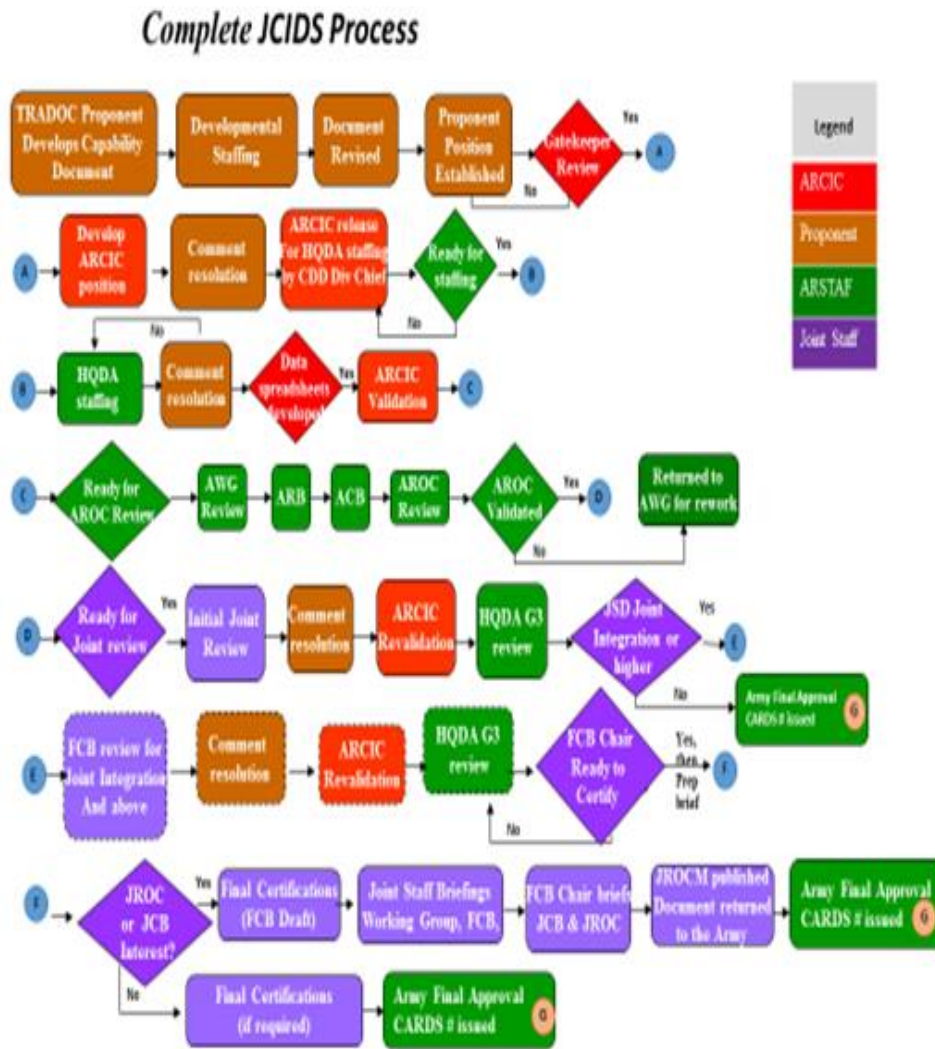 Complete JCIDS Process
TRADOC Proponent
Develops Capability
Document
Developmental
Staffing
Document
Revised
Proponent
Position
Established
Gatekeeper
Review
Yes
No
A
Legend
ARCIC
Proponent
ARSTAF
Joint Staff
A
Develop
ARCIC
position
Comment
resolution
ARCIC release
For HQDA staffing
by CDD Div Chief
Ready for
staffing
Yes
No
B
B
HQDA
staffing
No
Comment
resolution
Data
spreadsheets
Yes
ARCIC
Validation
C
C
Ready for
AROC Review
AWG
Review
ARB
ACB
AROC
Review
AROC
Validated
Yes
No
D
Returned to
AWG for rework
D
Ready for
Joint review
Yes
Initial Joint
Review
Comment
resolution
ARCIC
Revalidation
HQDA G3
review
JSD Joint
Integration or
higher
Yes
No
E
Army Final Approval
CARDS # issued
G
E
FCB review for
Joint Integration
And above
Comment
resolution
ARCIC
Revalidation
HQDA G3
review
FCB Chair
Ready to
Certify
No
Yes,
then
Prep
brief
F
JROC
or JCB
Interest?
Yes
No
Final Certifications
(FCB Draft)
Joint Staff Briefings
Working Group, FCB,
FCB Chair briefs
JCB & JROC
JROCM published
Document returned
to the Army
Army Final Approval
CARDS # issued
G
Final Certifications
(if required)
Army Final Approval
CARDS # issued
G